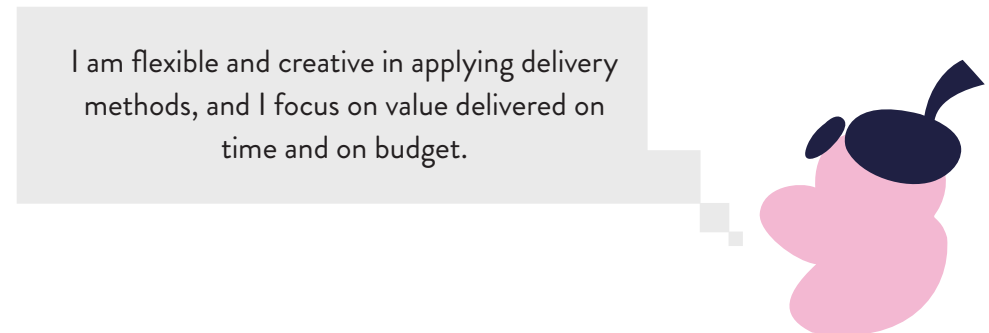 I am flexible and creative in applying delivery
methods, and I focus on value delivered on
time and on budget.